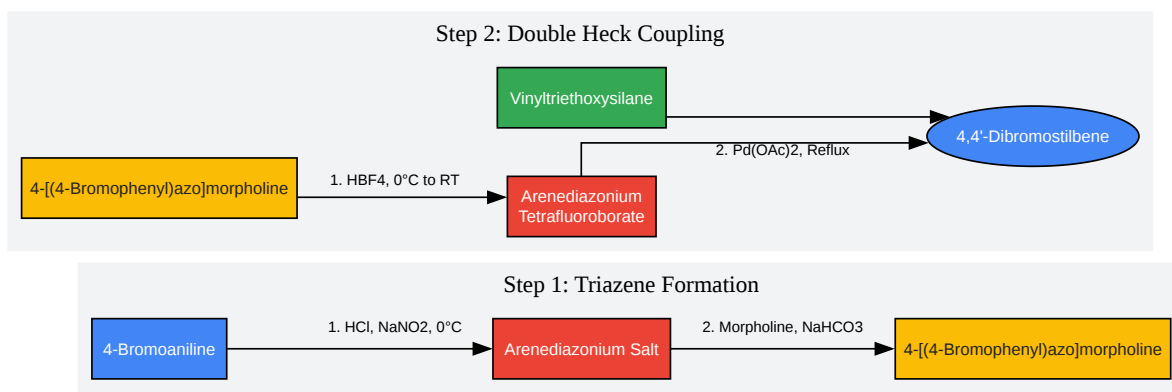 Step 2: Double Heck Coupling
Vinyltriethoxysilane
4,4'-Dibromostilbene
2. Pd(OAc)2, Reflux
4-[(4-Bromophenyl)azo]morpholine
1. HBF4, 0°C to RT
Arenediazonium
Tetrafluoroborate
Step 1: Triazene Formation
4-Bromoaniline
1. HCl, NaNO2, 0°C
Arenediazonium Salt
2. Morpholine, NaHCO3
4-[(4-Bromophenyl)azo]morpholine